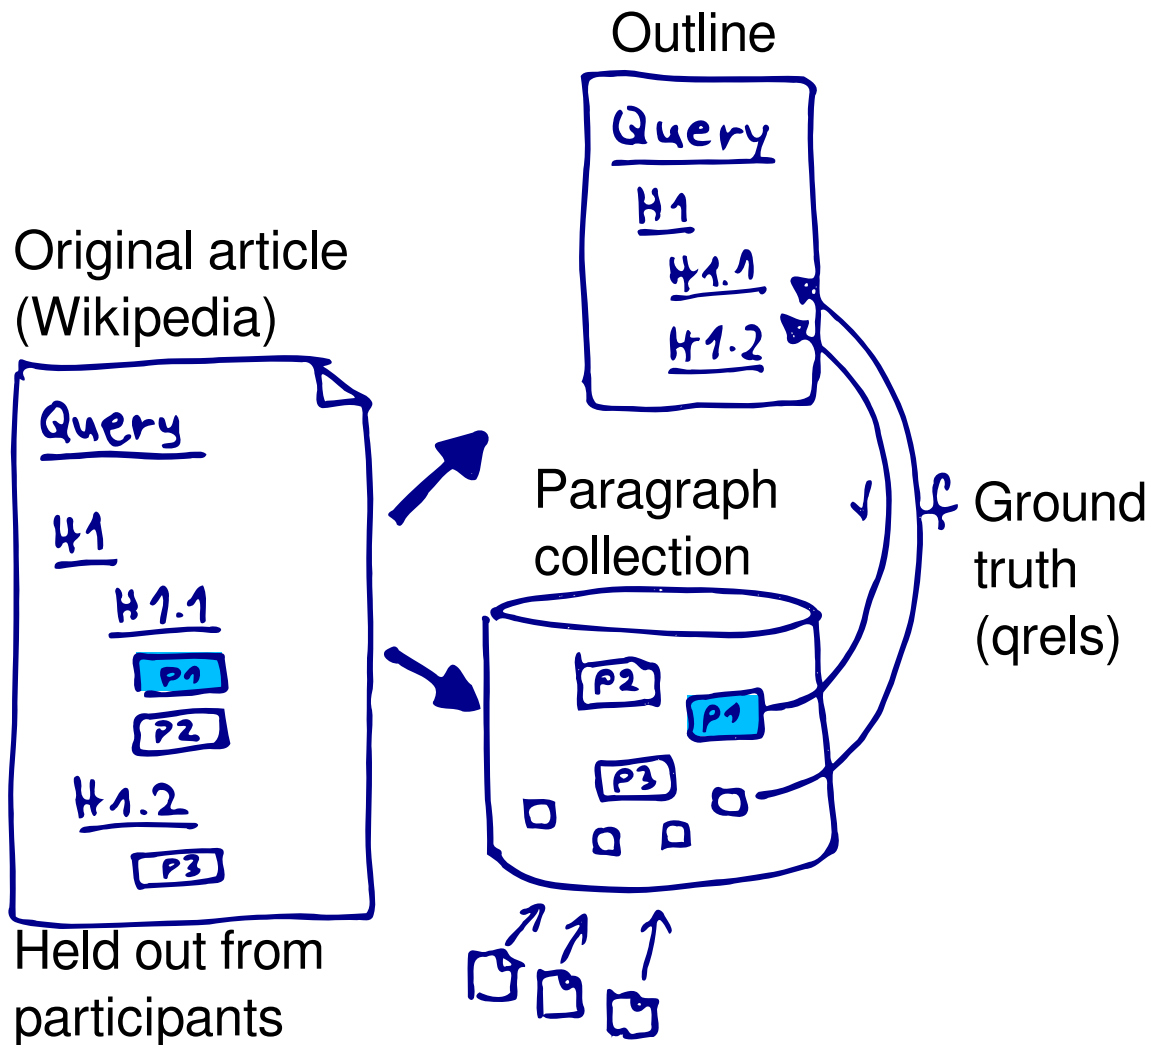 Outline
Query
H1
H1.1
H1.2
Original article
(Wikipedia)
Query
H1
H1.1
P1
P2
H1.2
P3
Held out from
participants
Paragraph
collection
P2
P1
P3
✓
f
Ground
truth
(qrels)